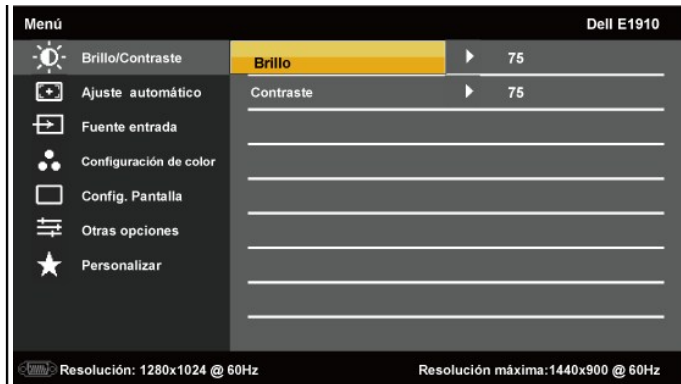 Menú Dell E1910
Brillo/Contraste Brillo 75
Ajuste automático Contraste 75
Fuente entrada
Configuración de color
Config. Pantalla
Otras opciones
Personalizar
Resolución: 1280x1024 @ 60Hz Resolución máxima:1440x900 @ 60Hz